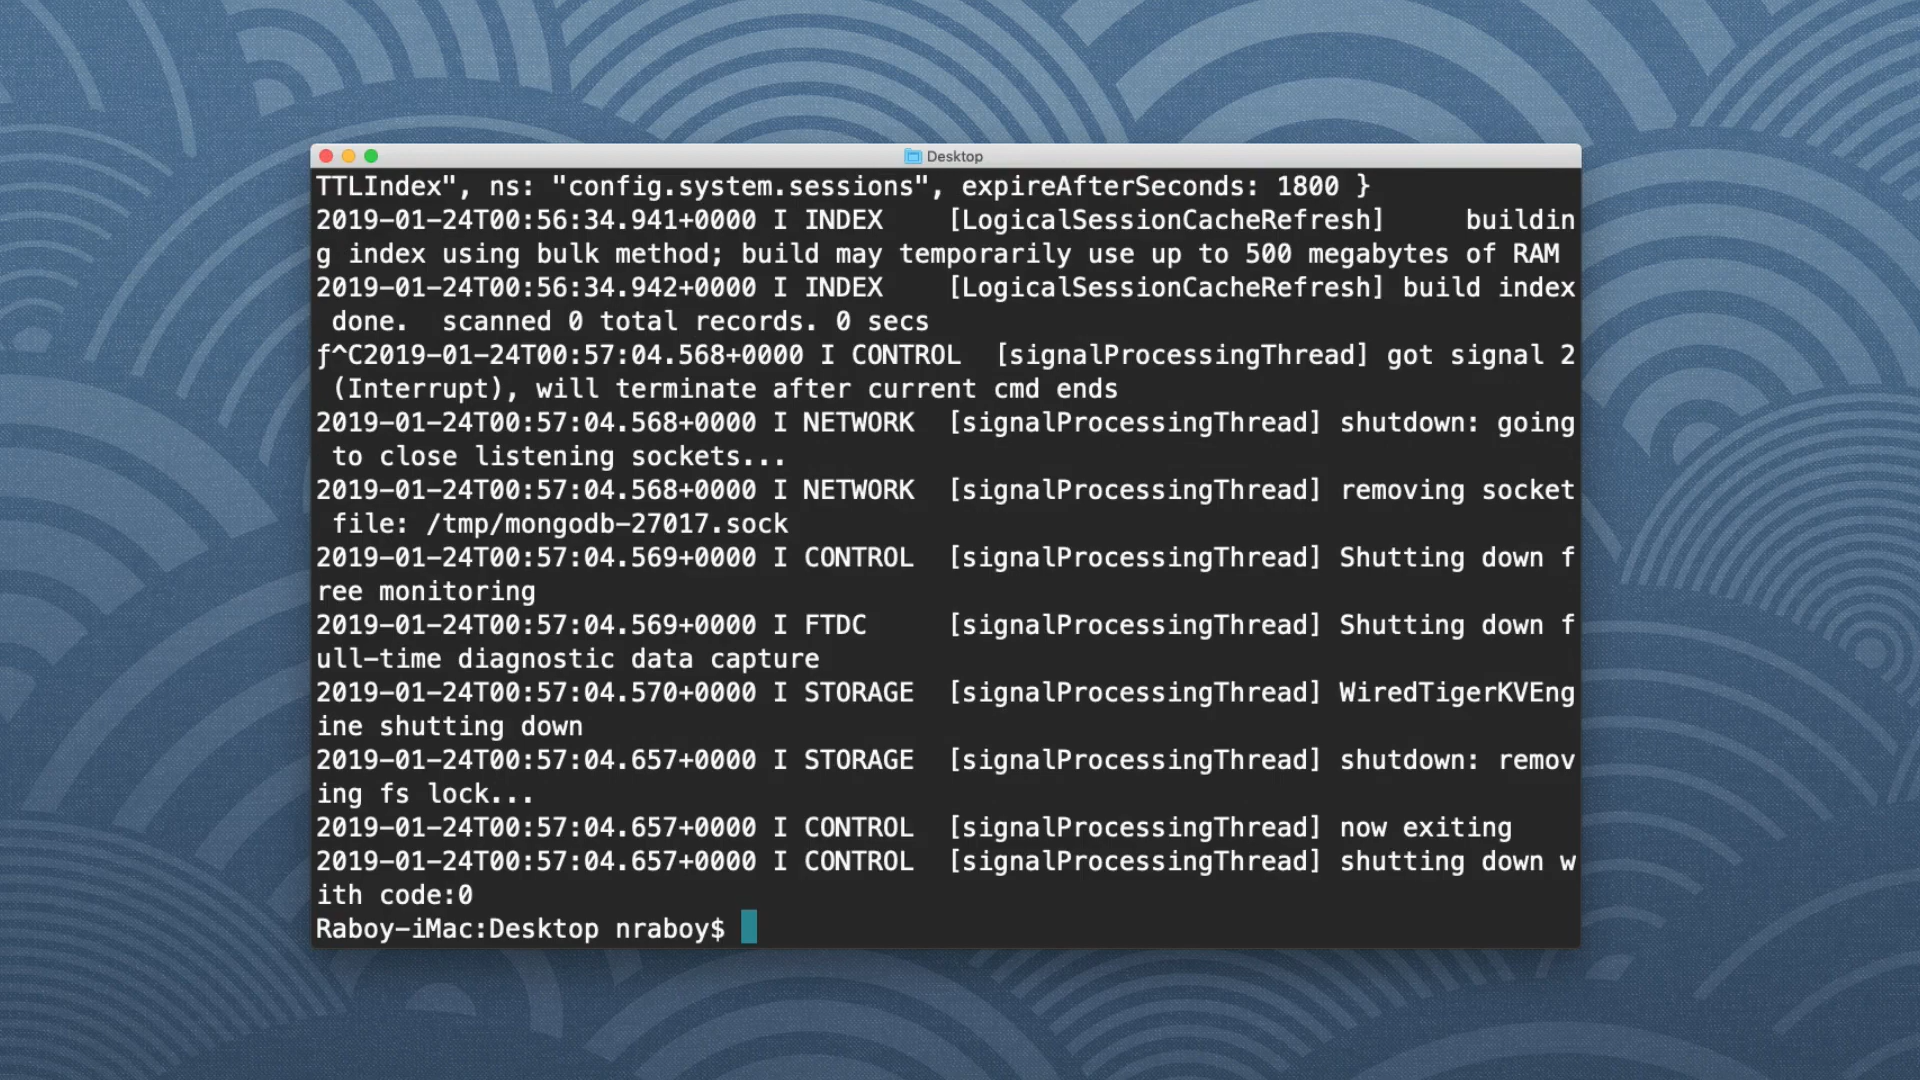 Desktop
TTLIndex", ns: "config.system.sessions", expireAfterSeconds: 1800 }
2019-01-24T00:56:34.941+0000 I INDEX    [LogicalSessionCacheRefresh]     buildin
g index using bulk method; build may temporarily use up to 500 megabytes of RAM
2019-01-24T00:56:34.942+0000 I INDEX    [LogicalSessionCacheRefresh] build index
 done.  scanned 0 total records. 0 secs
ƒ^C2019-01-24T00:57:04.568+0000 I CONTROL  [signalProcessingThread] got signal 2
 (Interrupt), will terminate after current cmd ends
2019-01-24T00:57:04.568+0000 I NETWORK  [signalProcessingThread] shutdown: going
 to close listening sockets...
2019-01-24T00:57:04.568+0000 I NETWORK  [signalProcessingThread] removing socket
 file: /tmp/mongodb-27017.sock
2019-01-24T00:57:04.569+0000 I CONTROL  [signalProcessingThread] Shutting down f
ree monitoring
2019-01-24T00:57:04.569+0000 I FTDC     [signalProcessingThread] Shutting down f
ull-time diagnostic data capture
2019-01-24T00:57:04.570+0000 I STORAGE  [signalProcessingThread] WiredTigerKVEng
ine shutting down
2019-01-24T00:57:04.657+0000 I STORAGE  [signalProcessingThread] shutdown: remov
ing fs lock...
2019-01-24T00:57:04.657+0000 I CONTROL  [signalProcessingThread] now exiting
2019-01-24T00:57:04.657+0000 I CONTROL  [signalProcessingThread] shutting down w
ith code:0
Raboy-iMac:Desktop nraboy$